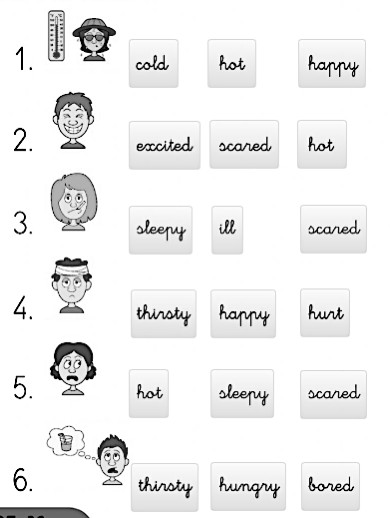 1. cold hot happy
2. excited scared hot
3. sleepy ill scared
4. thirsty happy hurt
5. hot sleepy scared
6. thirsty hungry bored